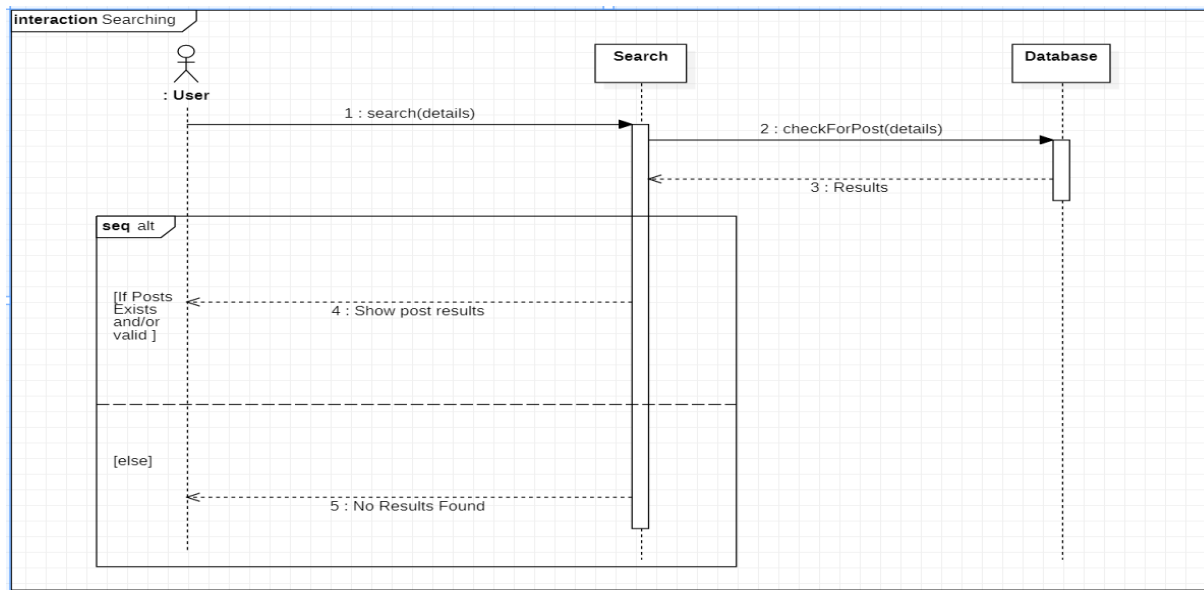 interaction Searching
Search
Database
: User
1 : search(details)
2 : checkForPost(details)
3 : Results
seq alt
[If Posts
Exists
and/or
valid ]
4 : Show post results
[else]
5 : No Results Found